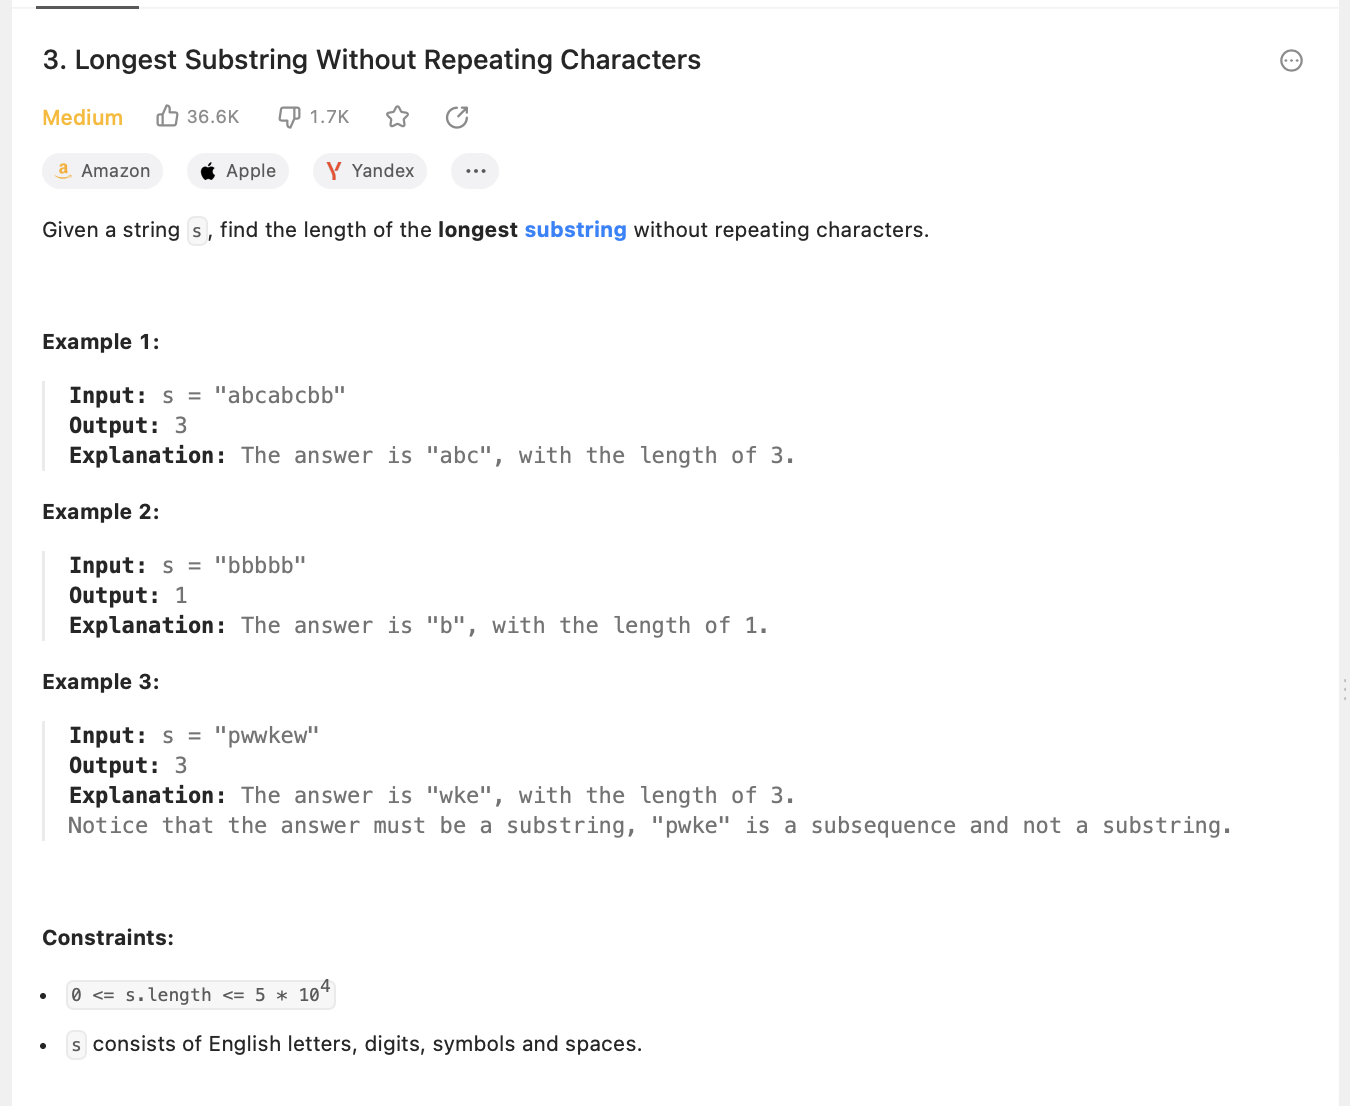 3. Longest Substring Without Repeating Characters
Medium 36.6K 1.7K
Amazon Apple Yandex ...
Given a string s, find the length of the longest substring without repeating characters.
Example 1:
Input: s = "abcabcbb"
Output: 3
Explanation: The answer is "abc", with the length of 3.
Example 2:
Input: s = "bbbbb"
Output: 1
Explanation: The answer is "b", with the length of 1.
Example 3:
Input: s = "pwwkew"
Output: 3
Explanation: The answer is "wke", with the length of 3.
Notice that the answer must be a substring, "pwke" is a subsequence and not a substring.
Constraints:
• 0 <= s.length <= 5 * 10⁴
• s consists of English letters, digits, symbols and spaces.